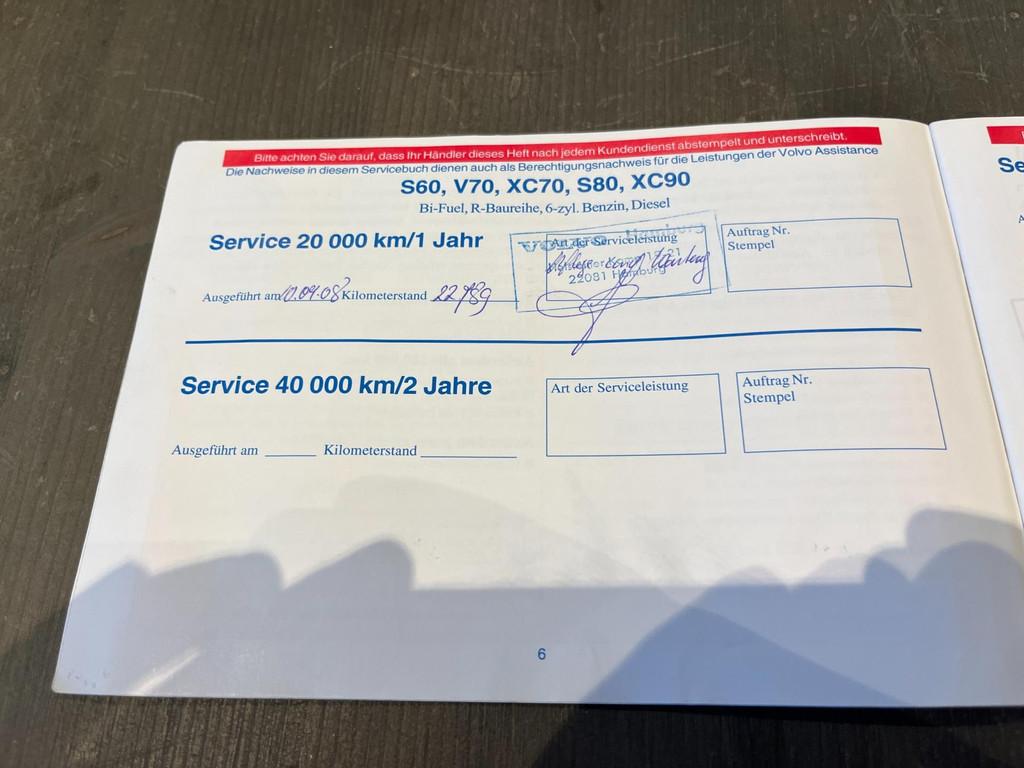 Bitte achten Sie darauf, dass Ihr Händler dieses Heft nach jedem Kundendienst abstempelt und unterschreibt.
Die Nachweise in diesem Servicebuch dienen auch als Berechtigungsnachweis für die Leistungen der Volvo Assistance
S60, V70, XC70, S80, XC90
Bi-Fuel, R-Baureihe, 6-zyl. Benzin, Diesel
Service 20 000 km/1 Jahr
Art der Serviceleistung
Auftrag Nr.
Stempel
Hamburg
22081 Hamburg
Ausgeführt am 10.09.08 Kilometerstand
Service 40 000 km/2 Jahre
Art der Serviceleistung
Auftrag Nr.
Stempel
Ausgeführt am Kilometerstand
6
Se